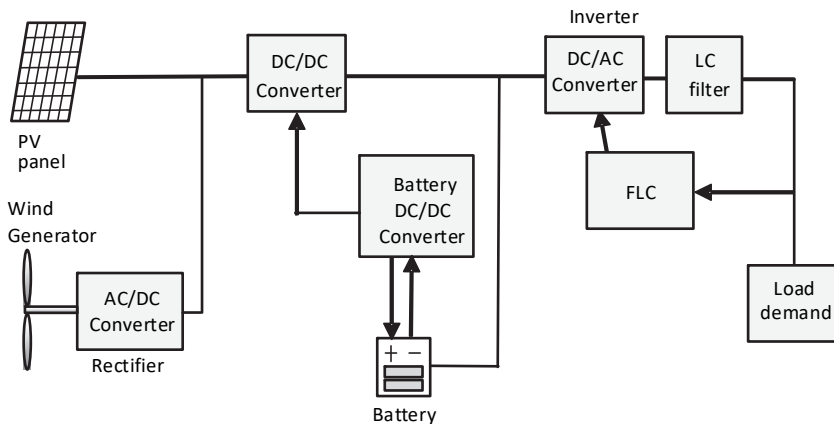 Inverter
DC/DC
Converter
DC/AC
Converter
LC
filter
PV
panel
Battery
DC/DC
Converter
FLC
Wind
Generator
AC/DC
Converter
Rectifier
Load
demand
+ −
Battery